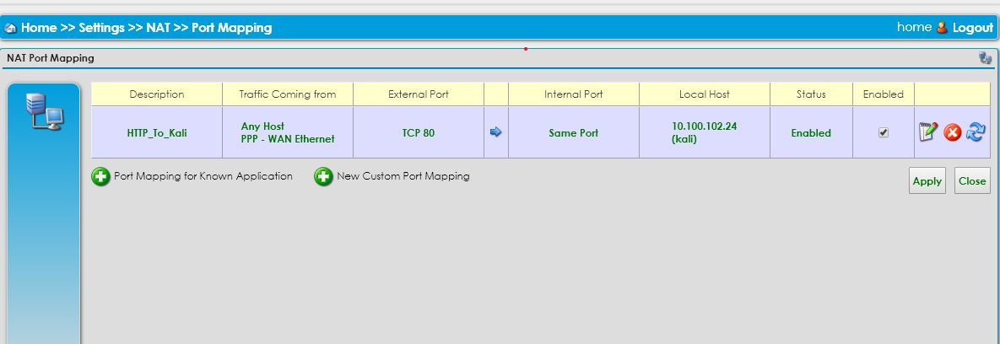 Home >> Settings >> NAT >> Port Mapping
home Logout
NAT Port Mapping
Description Traffic Coming from External Port Internal Port Local Host Status Enabled
HTTP_To_Kali Any Host TCP 80 Same Port 10.100.102.24 Enabled
PPP - WAN Ethernet (kali)
Port Mapping for Known Application New Custom Port Mapping
Apply Close